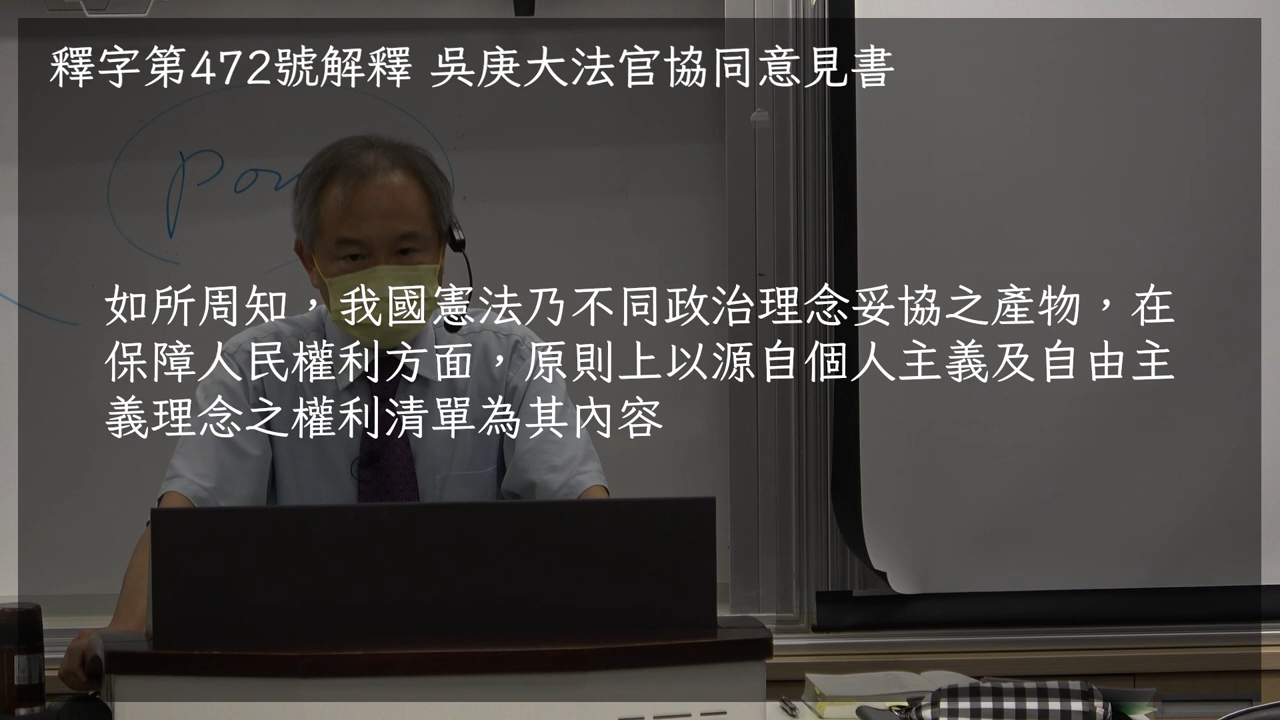 釋字第472號解釋 吳庚大法官協同意見書
如所周知，我國憲法乃不同政治理念妥協之產物，在
保障人民權利方面，原則上以源自個人主義及自由主
義理念之權利清單為其內容